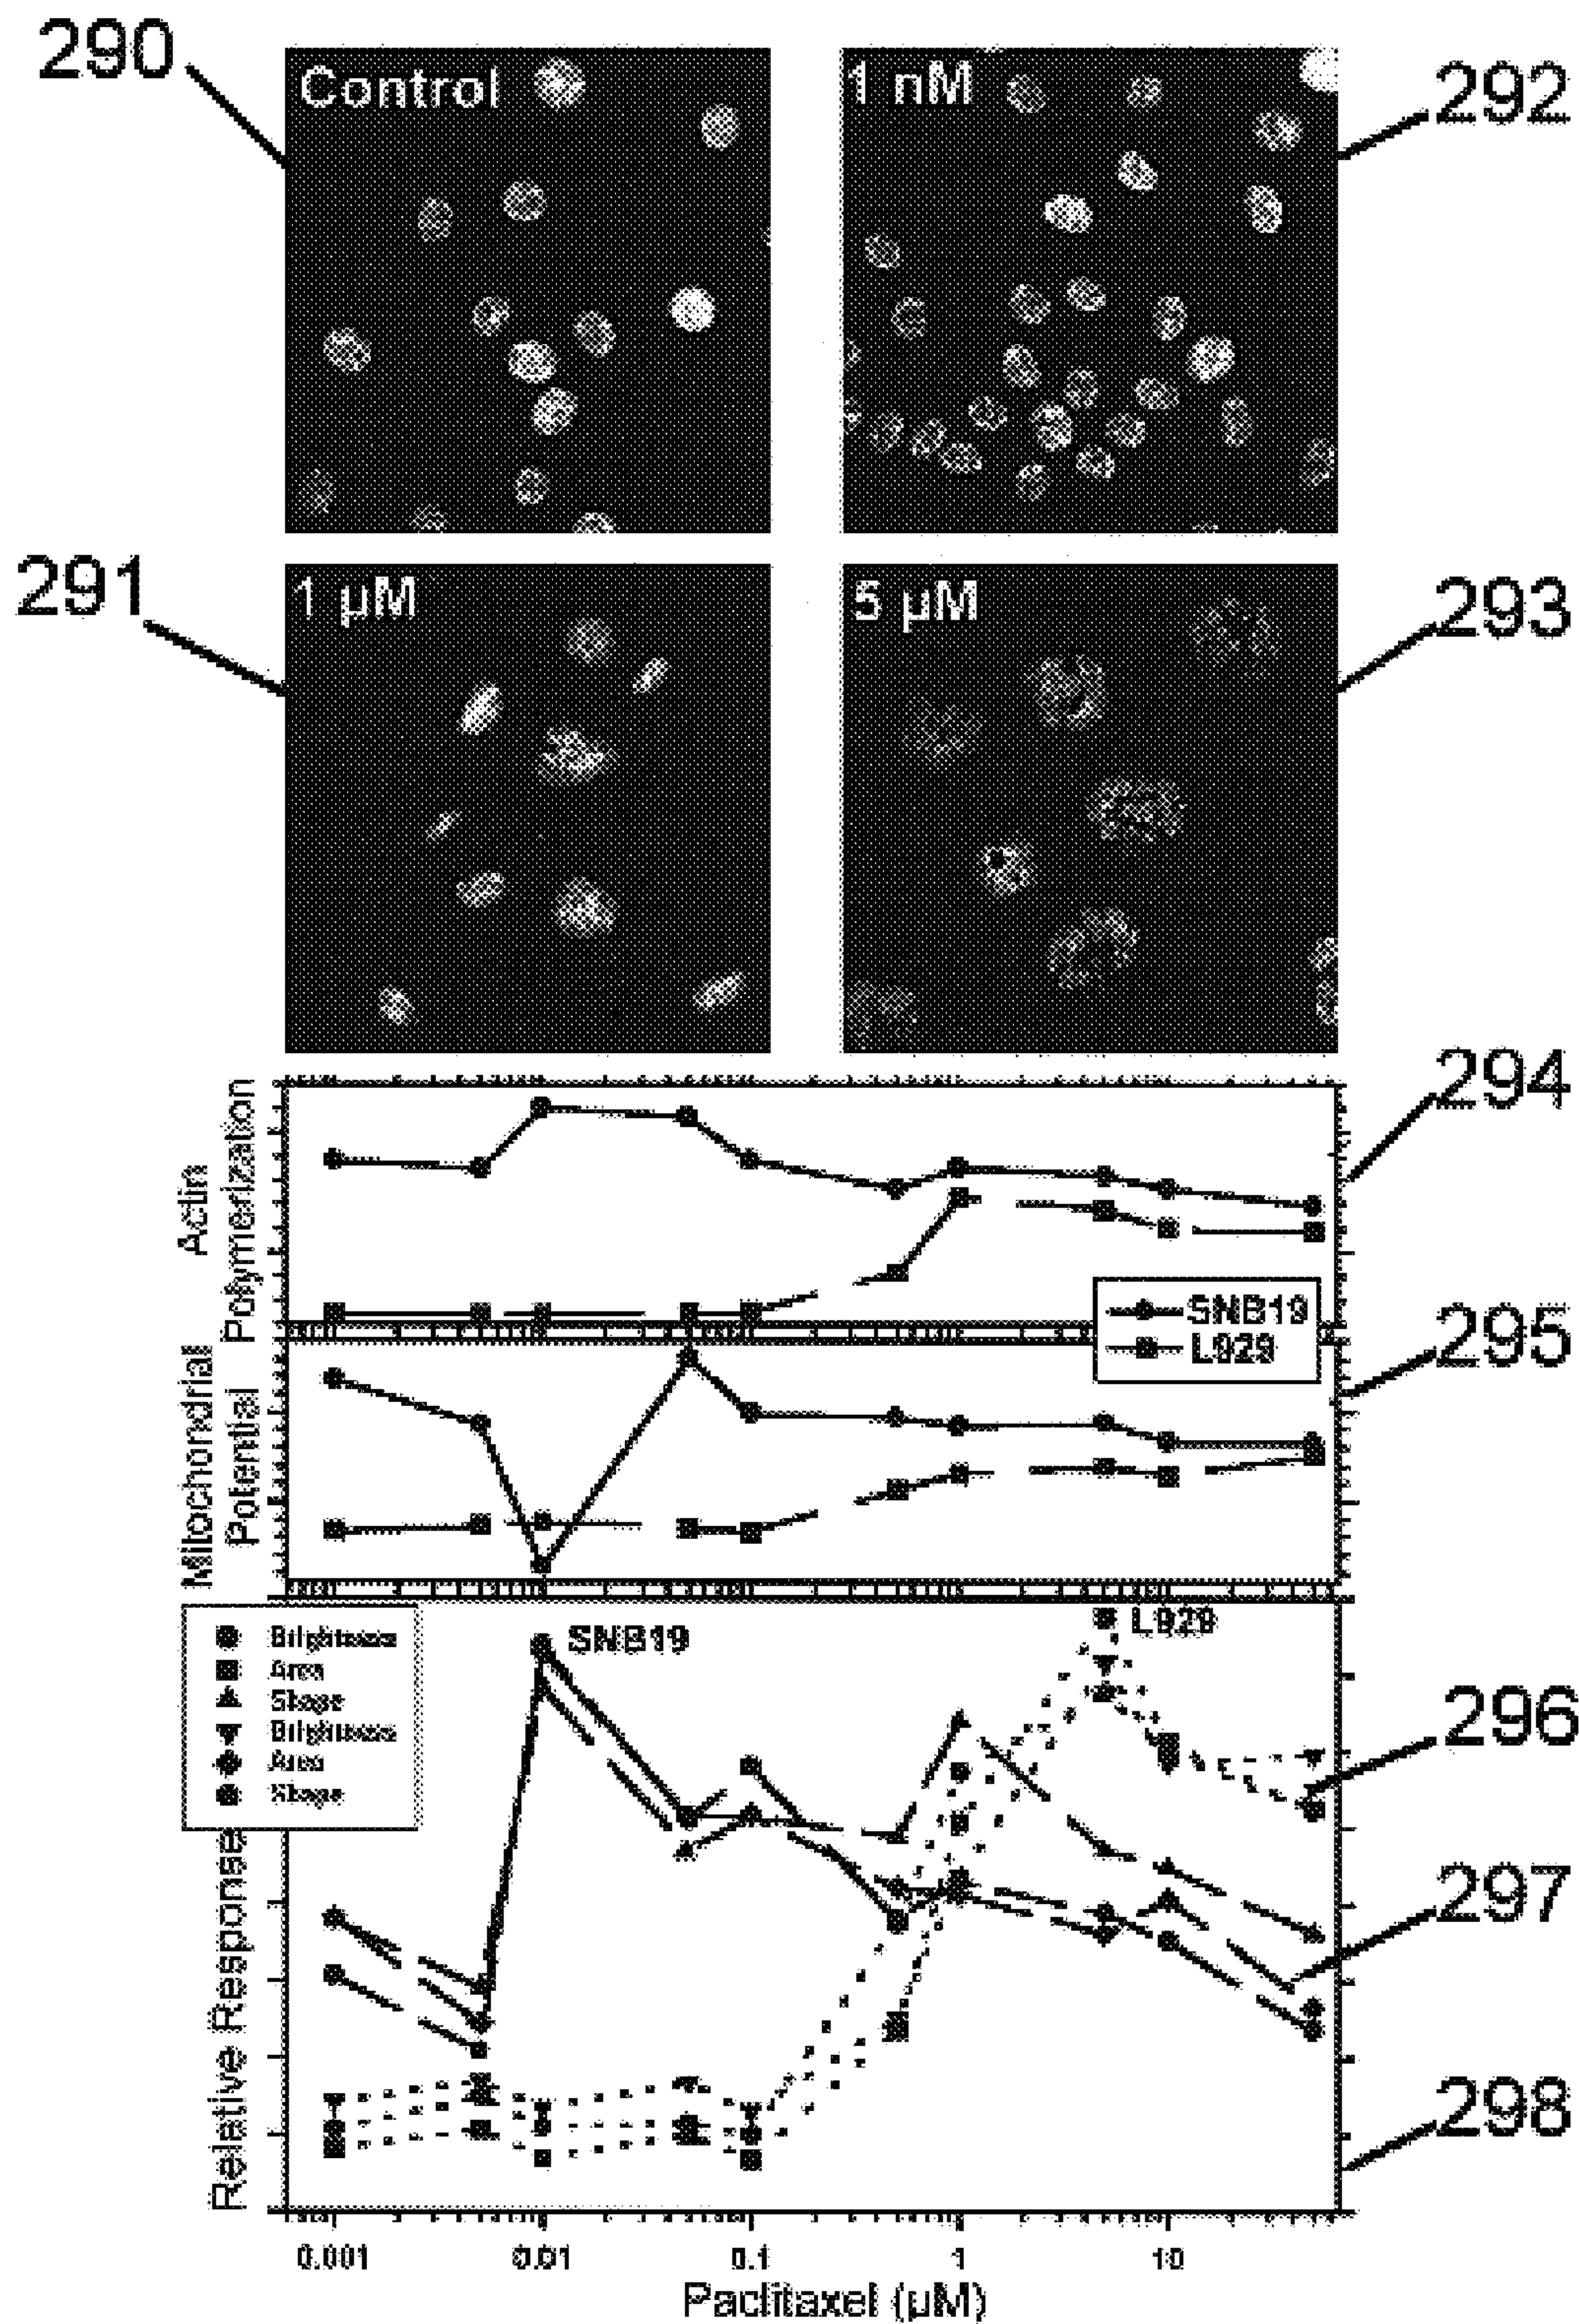 290
Control
1 nM
292
291
1 µM
5 µM
293
294
Actin
Polymerization
SNB19
L929
295
Mitochondrial
Potential
Brightness
Area
Shape
Brightness
Area
Shape
SNB19
L929
296
297
Relative Response
298
0.001
0.01
0.1
1
10
Paclitaxel (µM)